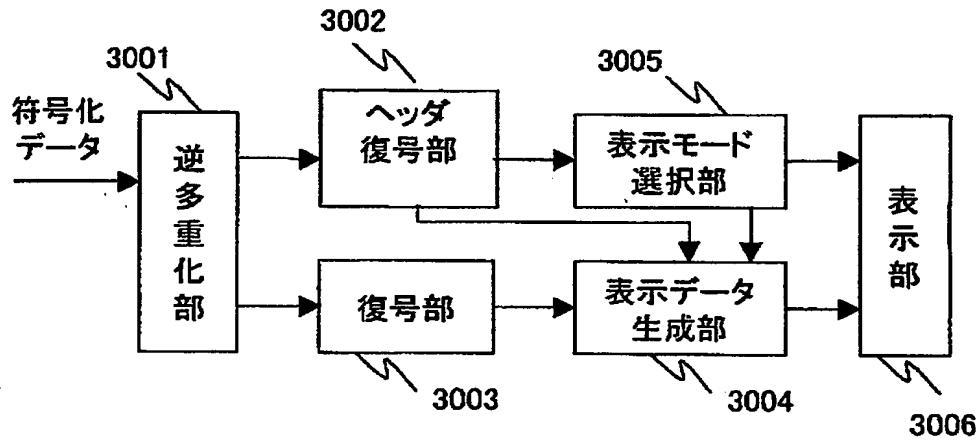 3001
3002
3005
符号化
データ
逆多重化部
ヘッダ
復号部
表示モード
選択部
表示部
復号部
表示データ
生成部
3003
3004
3006